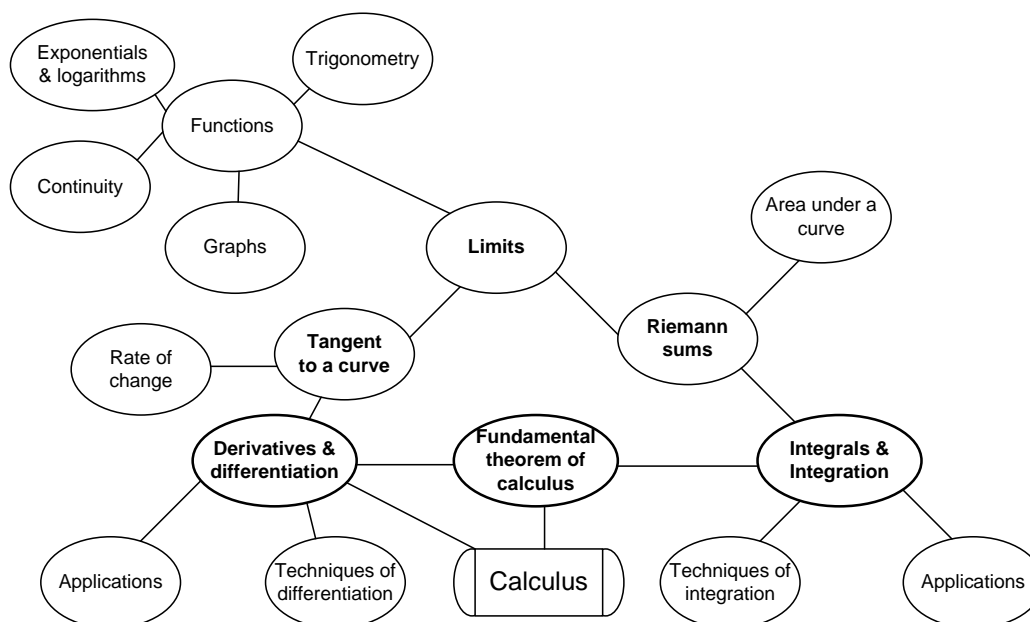 Exponentials
& logarithms
Trigonometry
Functions
Continuity
Graphs
Limits
Area under a
curve
Tangent
to a curve
Riemann
sums
Rate of
change
Derivatives &
differentiation
Fundamental
theorem of
calculus
Integrals &
Integration
Applications
Techniques of
differentiation
Calculus
Techniques of
integration
Applications